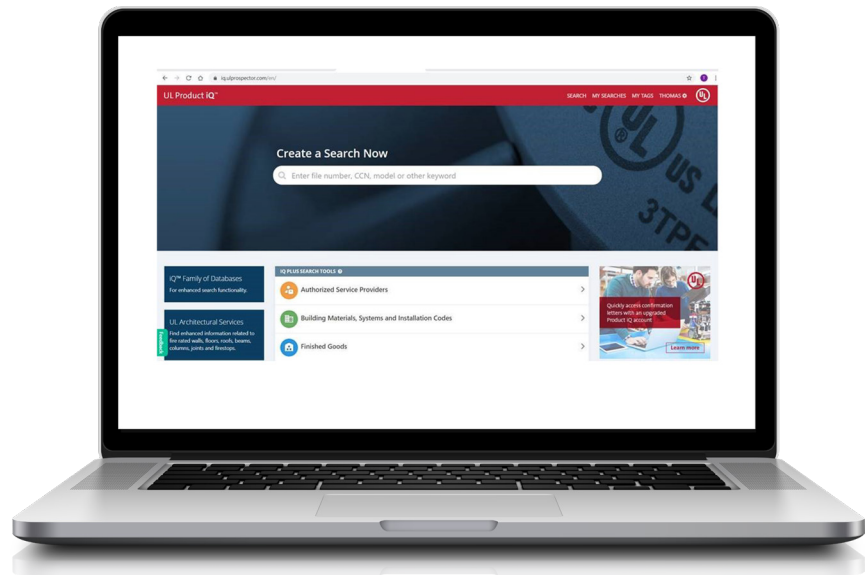 iq.ulprospector.com/en/
UL Product iQ™
SEARCH MY SEARCHES MY TAGS THOMAS
UL
UL
®
US
3TPF
Create a Search Now
Enter file number, CCN, model or other keyword
iQ™ Family of Databases
For enhanced search functionality.
UL Architectural Services
Find enhanced information related to
fire rated walls, floors, roofs, beams,
columns, joints and firestops.
Feedback
IQ PLUS SEARCH TOOLS
Authorized Service Providers
Building Materials, Systems and Installation Codes
Finished Goods
UL
Quickly access confirmation
letters with an upgraded
Product iQ account
Learn more